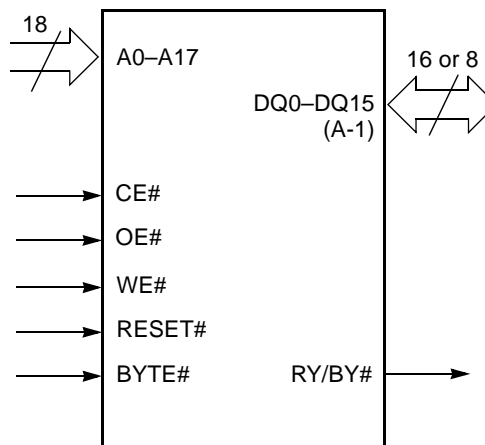 18
A0–A17
16 or 8
DQ0–DQ15
(A-1)
CE#
OE#
WE#
RESET#
BYTE#
RY/BY#